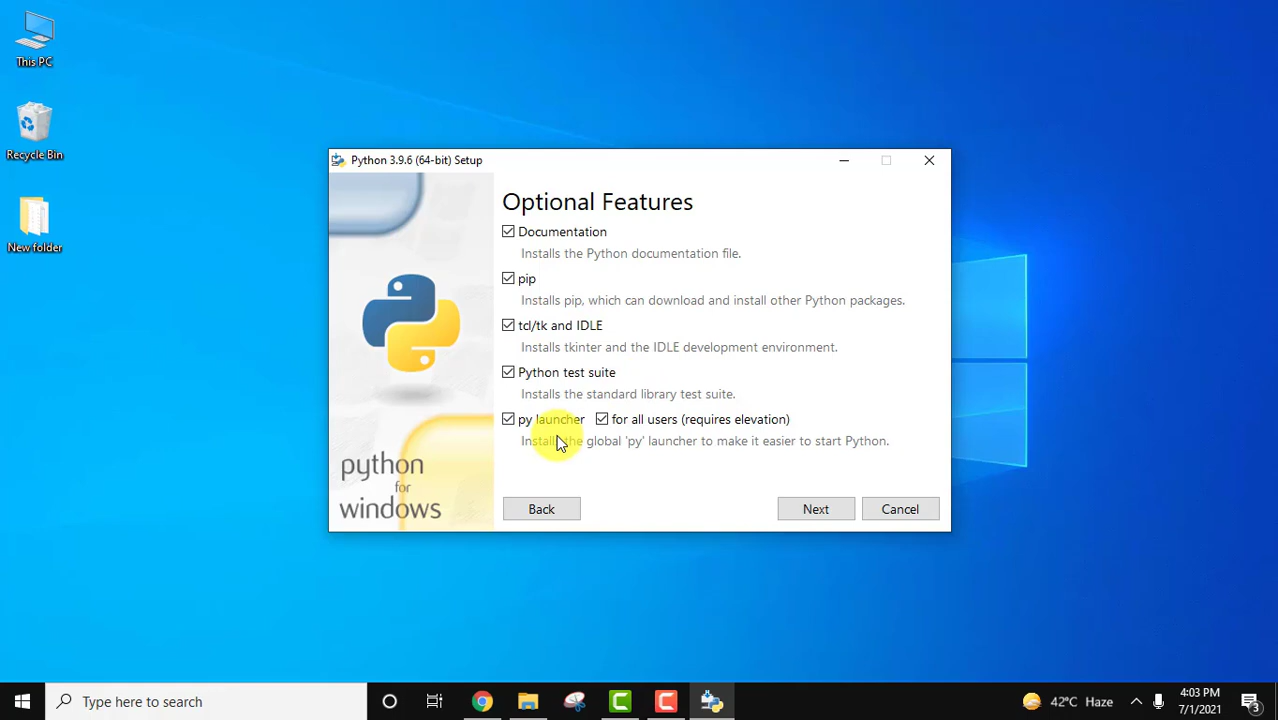 This PC
Recycle Bin
New folder
Python 3.9.6 (64-bit) Setup
Optional Features
Documentation
Installs the Python documentation file.
pip
Installs pip, which can download and install other Python packages.
tcl/tk and IDLE
Installs tkinter and the IDLE development environment.
Python test suite
Installs the standard library test suite.
py launcher for all users (requires elevation)
Installs the global 'py' launcher to make it easier to start Python.
python
for
windows
Back Next Cancel
Type here to search
42°C Haze
4:03 PM
7/1/2021
3